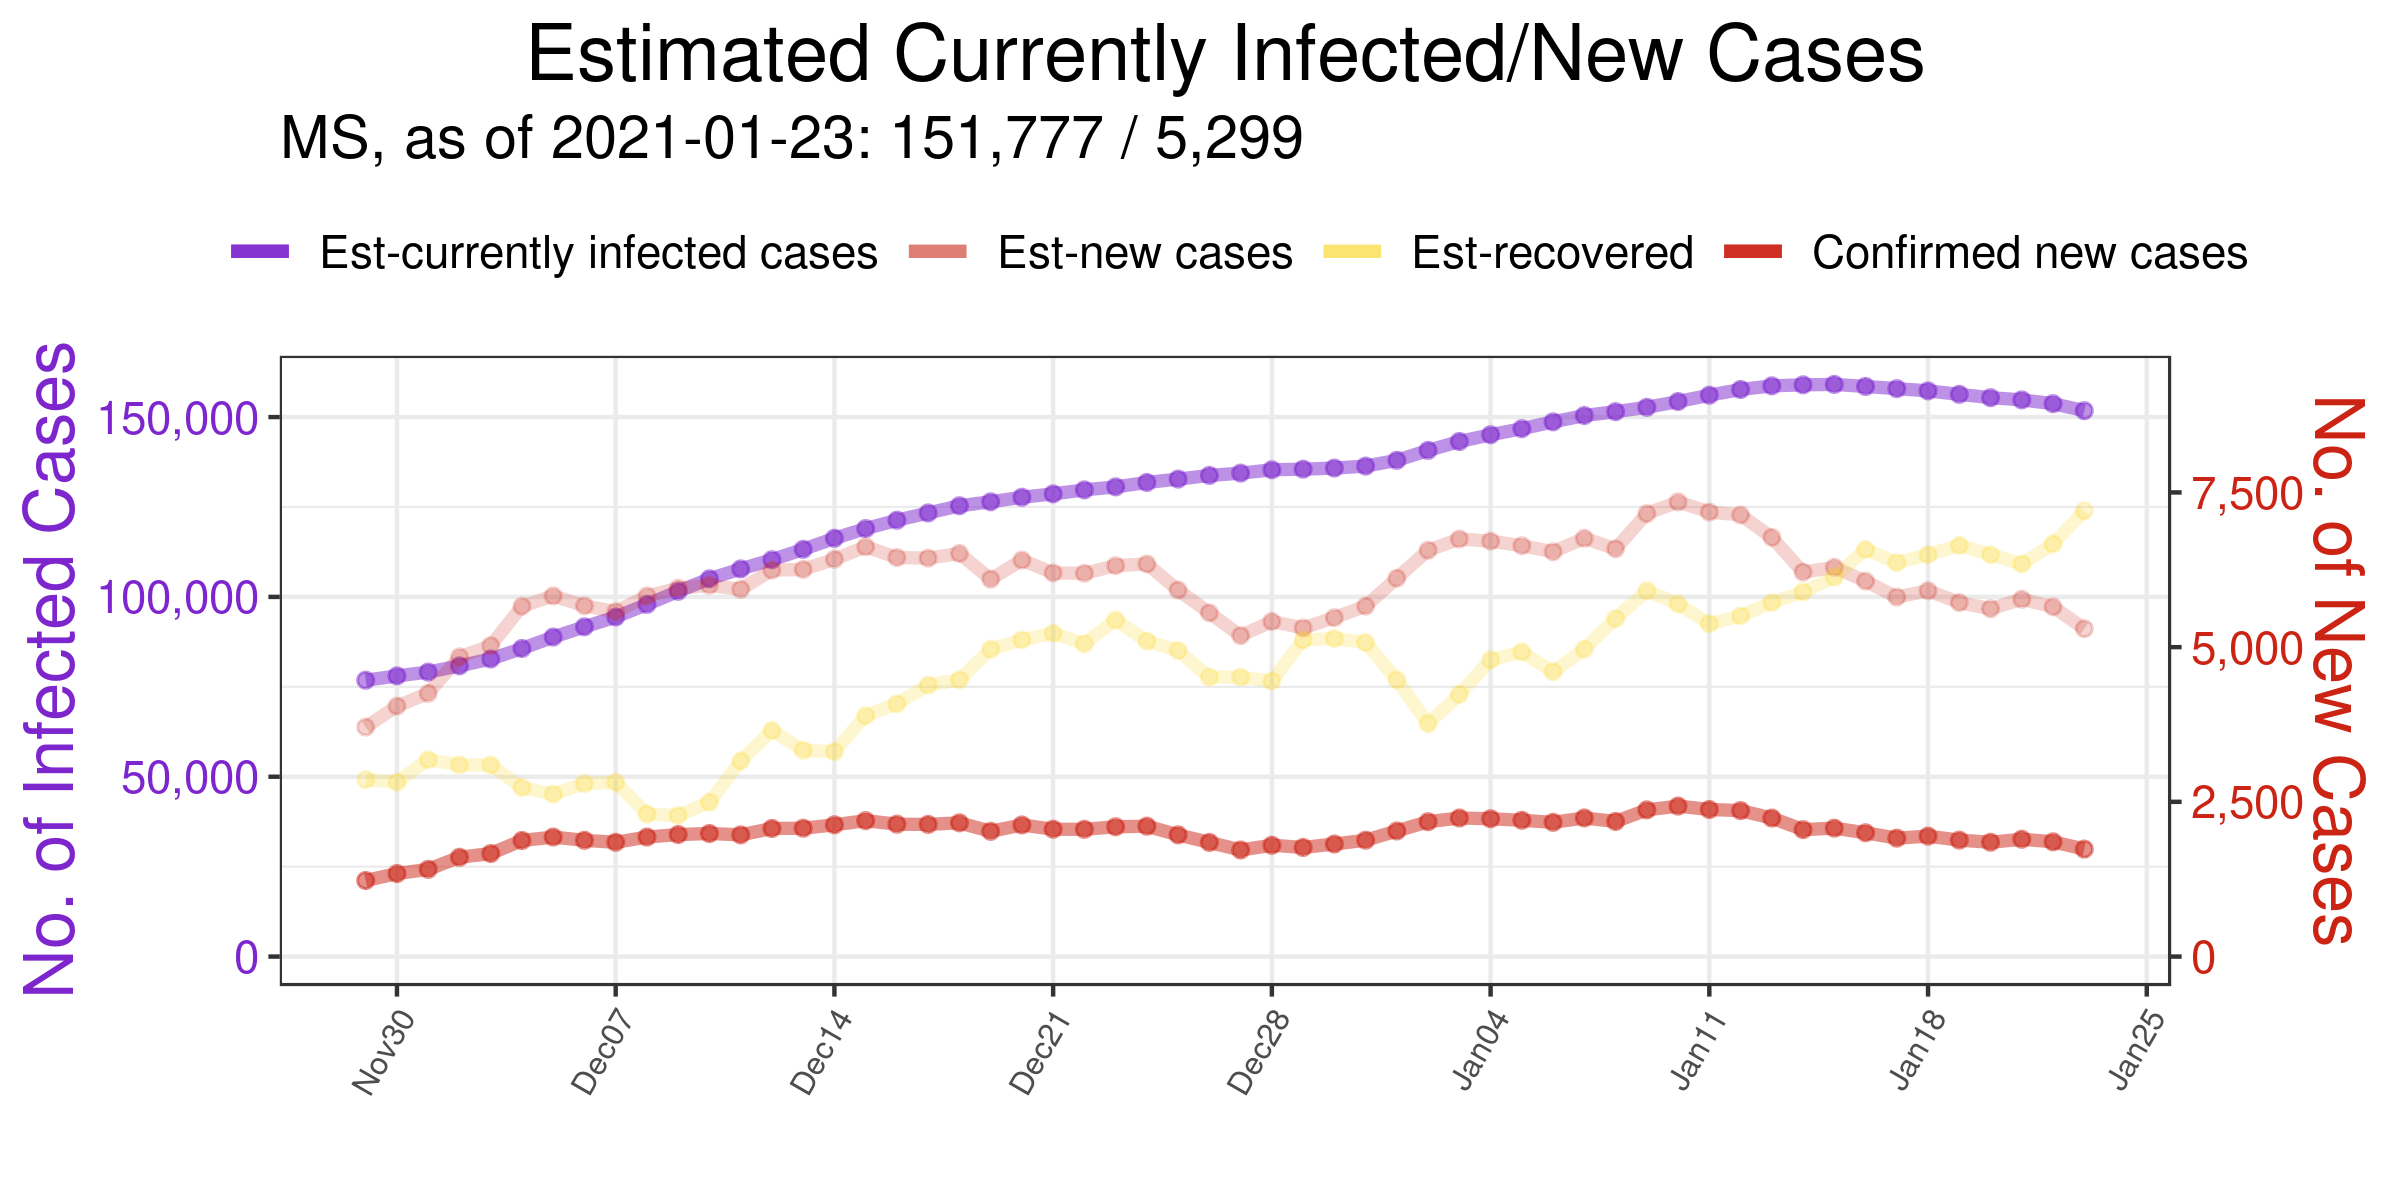 Estimated Currently Infected/New Cases
MS, as of 2021-01-23: 151,777 / 5,299
Est-currently infected cases Est-new cases Est-recovered Confirmed new cases
No. of Infected Cases
150,000
100,000
50,000
0
7,500
5,000
2,500
0
No. of New Cases
Nov30 Dec07 Dec14 Dec21 Dec28 Jan04 Jan11 Jan18 Jan25